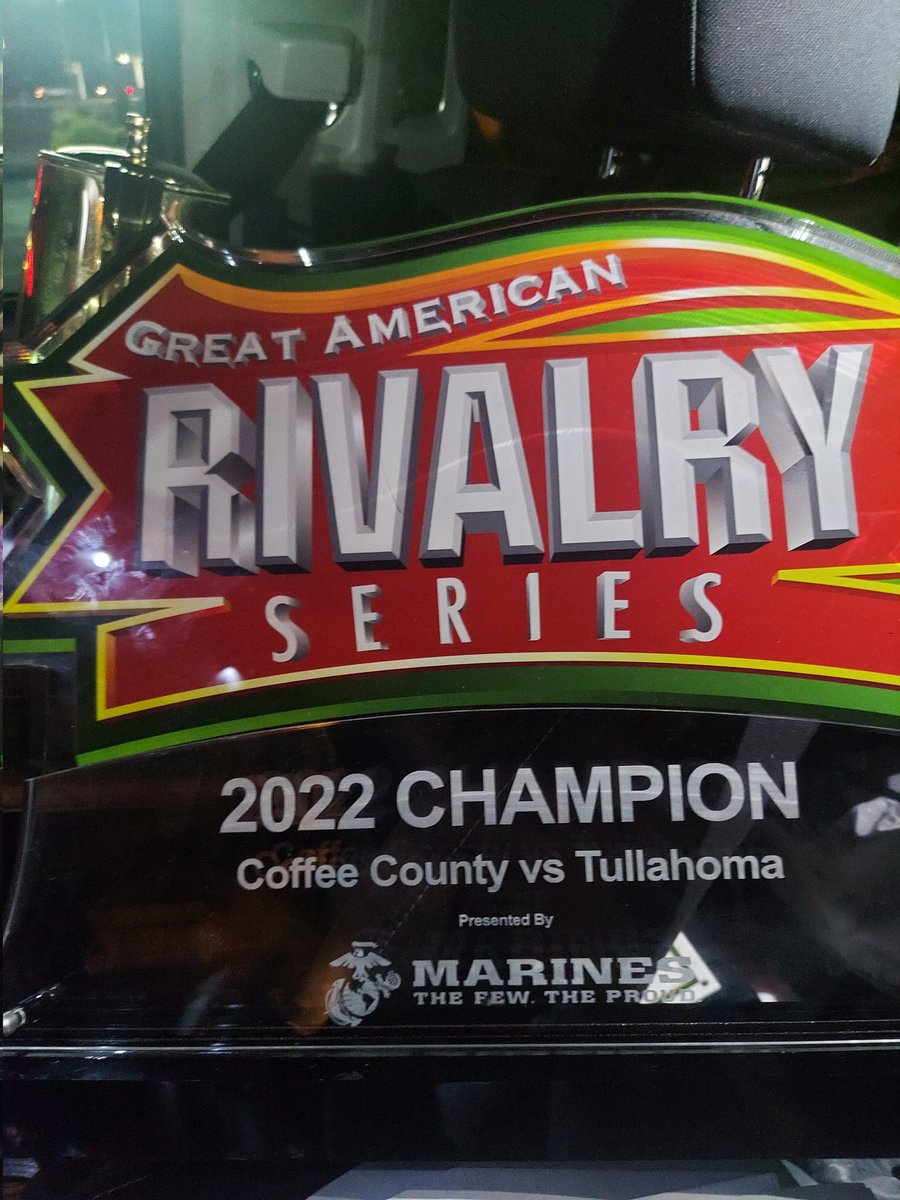 GREAT AMERICAN
RIVALRY
SERIES
2022 CHAMPION
Coffee County vs Tullahoma
Presented By
MARINES
THE FEW. THE PROUD.